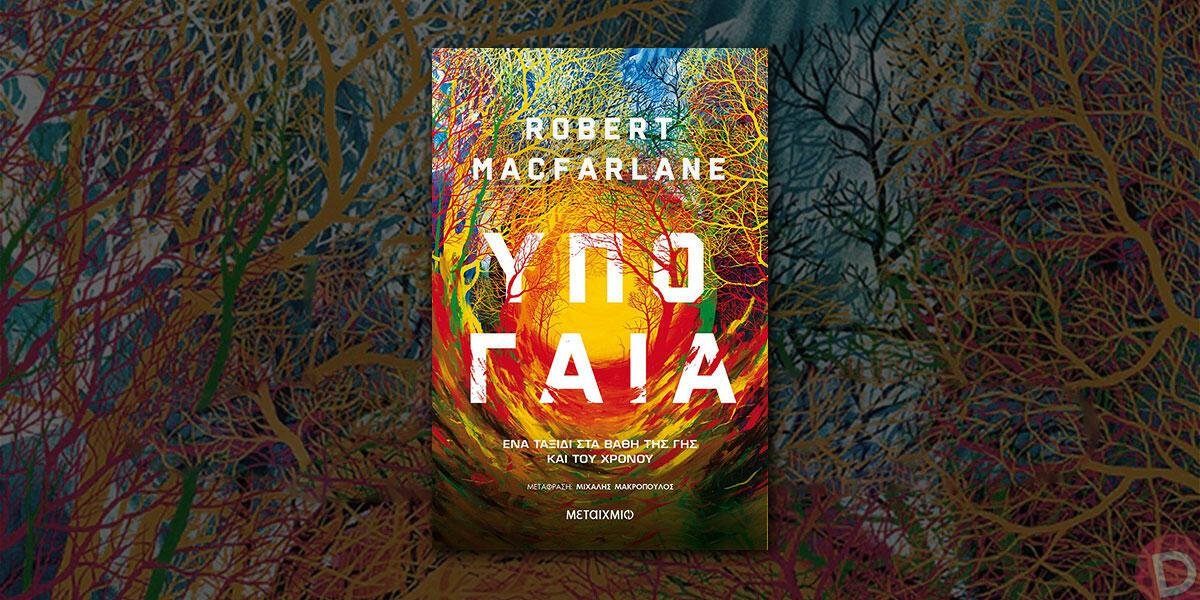 ROBERT
MACFARLANE
ΥΠΟ
ΓΑΙΑ
ΕΝΑ ΤΑΞΙΔΙ ΣΤΑ ΒΑΘΗ ΤΗΣ ΓΗΣ
ΚΑΙ ΤΟΥ ΧΡΟΝΟΥ
ΜΕΤΑΦΡΑΣΗ: ΜΙΧΑΛΗΣ ΜΑΚΡΟΠΟΥΛΟΣ
ΜΕΤΑΙΧΜΙΟ
D